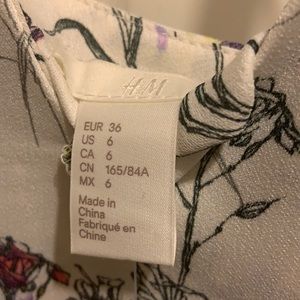 H&M
EUR 36
US 6
CA 6
CN 165/84A
MX 6
Made in
China
Fabriqué en
Chine